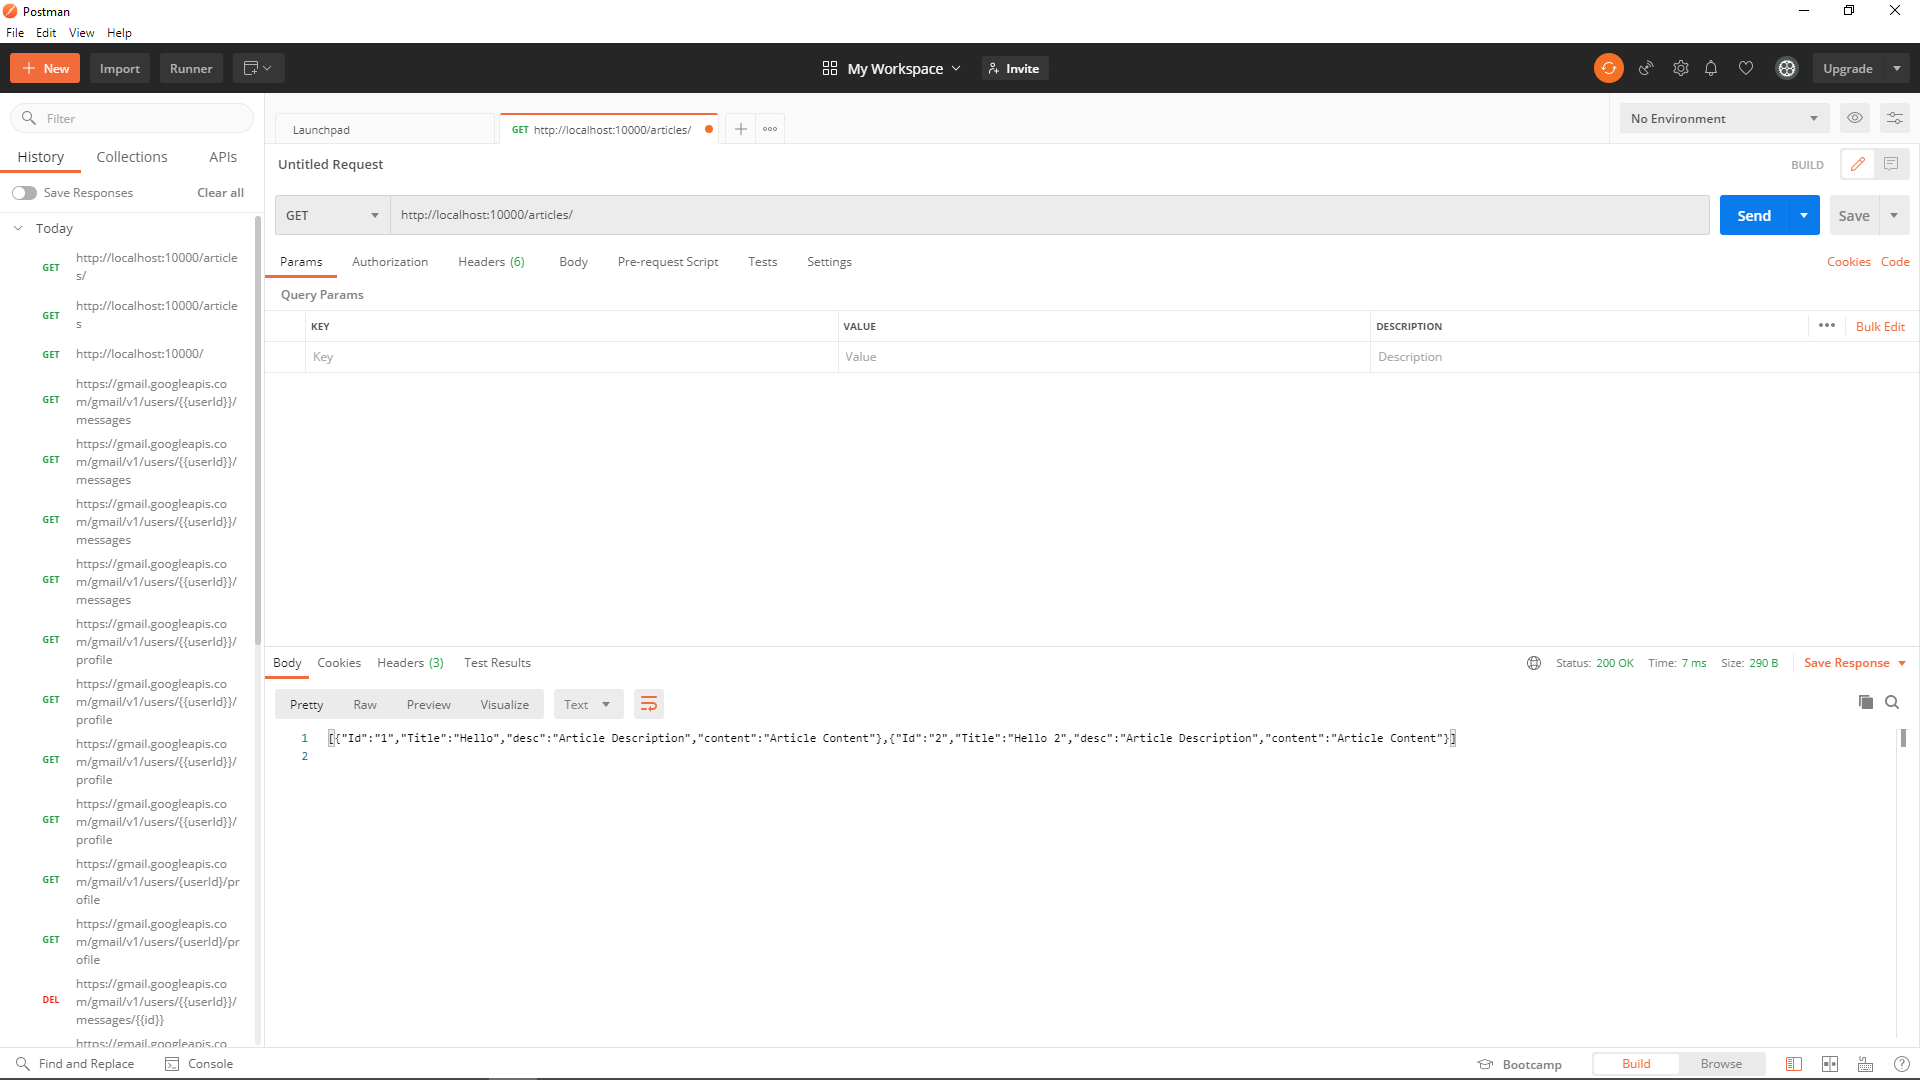 Postman
File Edit View Help
New Import Runner My Workspace Invite Upgrade
Filter
Launchpad GET http://localhost:10000/articles/ No Environment
History Collections APIs
Untitled Request BUILD
Save Responses Clear all
GET http://localhost:10000/articles/ Send Save
Params Authorization Headers (6) Body Pre-request Script Tests Settings Cookies Code
Query Params
KEY VALUE DESCRIPTION Bulk Edit
Key Value Description
Today
GET http://localhost:10000/article
s/
GET http://localhost:10000/article
s
GET http://localhost:10000/
GET https://gmail.googleapis.co
m/gmail/v1/users/{{userId}}/
messages
GET https://gmail.googleapis.co
m/gmail/v1/users/{{userId}}/
messages
GET https://gmail.googleapis.co
m/gmail/v1/users/{{userId}}/
messages
GET https://gmail.googleapis.co
m/gmail/v1/users/{{userId}}/
messages
GET https://gmail.googleapis.co
m/gmail/v1/users/{{userId}}/
profile
GET https://gmail.googleapis.co
m/gmail/v1/users/{{userId}}/
profile
GET https://gmail.googleapis.co
m/gmail/v1/users/{{userId}}/
profile
GET https://gmail.googleapis.co
m/gmail/v1/users/{{userId}}/
profile
GET https://gmail.googleapis.co
m/gmail/v1/users/{userId}/pr
ofile
GET https://gmail.googleapis.co
m/gmail/v1/users/{userId}/pr
ofile
DEL https://gmail.googleapis.co
m/gmail/v1/users/{{userId}}/
messages/{{id}}
https://gmail.googleapis.co
Body Cookies Headers (3) Test Results Status: 200 OK Time: 7 ms Size: 290 B Save Response
Pretty Raw Preview Visualize Text
1 [{"Id":"1","Title":"Hello","desc":"Article Description","content":"Article Content"},{"Id":"2","Title":"Hello 2","desc":"Article Description","content":"Article Content"}]
2
Find and Replace Console Bootcamp Build Browse